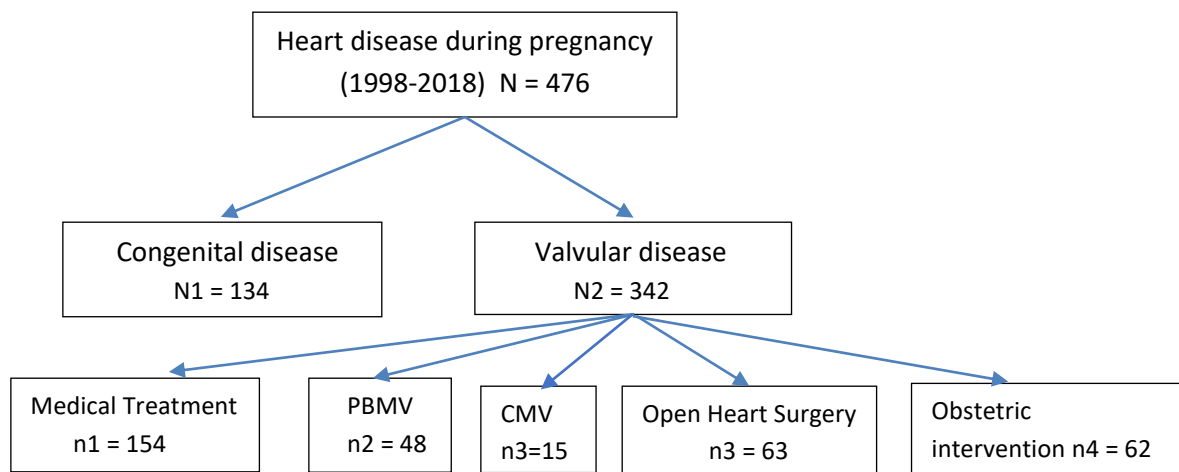 Heart disease during pregnancy
(1998-2018) N = 476
Congenital disease
N1 = 134
Valvular disease
N2 = 342
Medical Treatment
n1 = 154
PBMV
n2 = 48
CMV
n3=15
Open Heart Surgery
n3 = 63
Obstetric
intervention n4 = 62